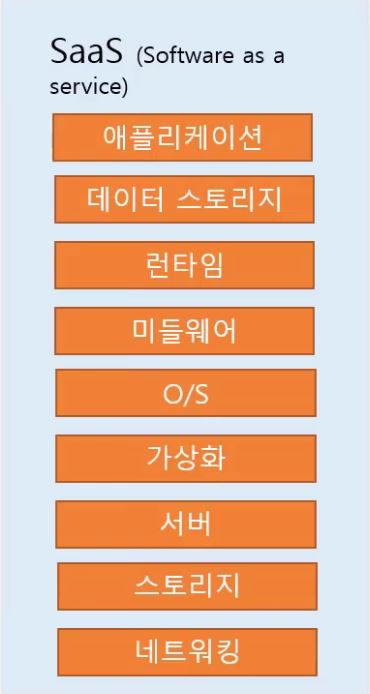 SaaS (Software as a
service)
애플리케이션
데이터 스토리지
런타임
미들웨어
O/S
가상화
서버
스토리지
네트워킹